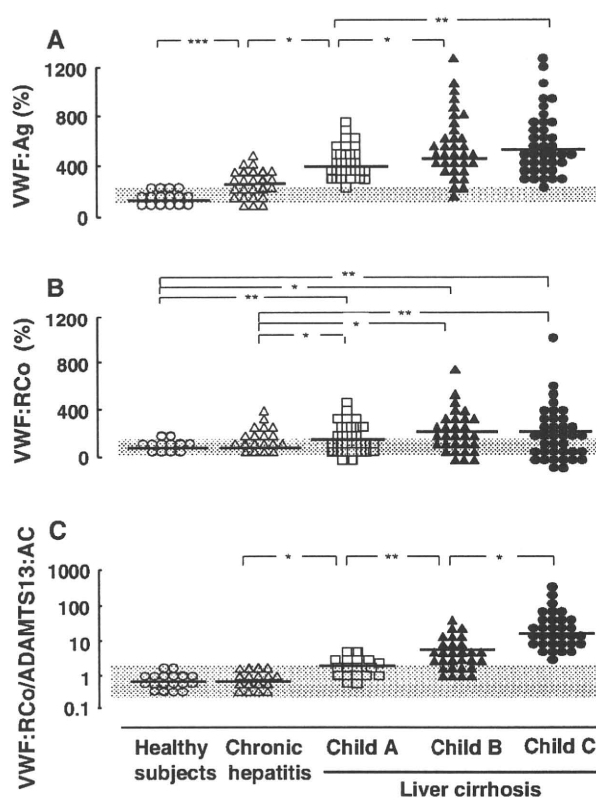 A
**
***
*
*
VWF:Ag (%)
1200
800
400
0
B
**
*
**
**
*
*
VWF:RCo (%)
1200
400
0
C
*
**
*
VWF:RCo/ADAMTS13:AC
1000
100
10
1
0.1
Healthy subjects
Chronic hepatitis
Child A
Child B
Child C
Liver cirrhosis